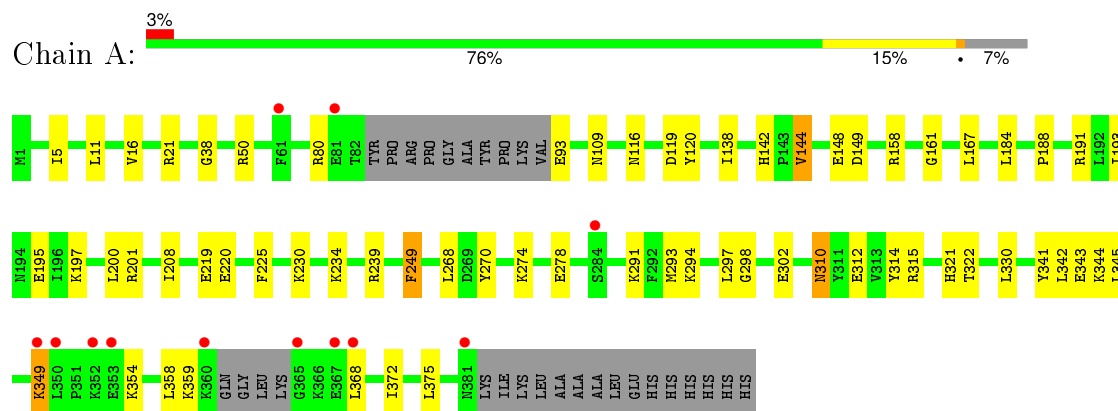 3%
Chain A:
76%
15%
•
7%
M1 I5 L11 V16 R21 G38 R50 F61 R80 E81 T82 TYR PRO ARG PRO GLY ALA TYR PRO LYS VAL E93 N109 N116 D119 Y120 I138 H142 P143 V144 E148 D149 R158 G161 L167 L184 P188 R191 L192 I193
N194 E195 I196 K197 L200 R201 I208 E219 E220 F225 K230 K234 R239 F249 L268 D269 Y270 K274 E278 S284 K291 F292 M293 K294 L297 G298 E302 N310 Y311 E312 V313 Y314 R315 H321 T322 L330 Y341 L342 E343 K344 L345
K349 L350 P351 K352 E353 K354 L358 K359 K360 GLN GLY LEU LYS G365 K366 E367 L368 I372 L375 N381 LYS ILE LYS LEU ALA ALA ALA LEU GLU HIS HIS HIS HIS HIS HIS